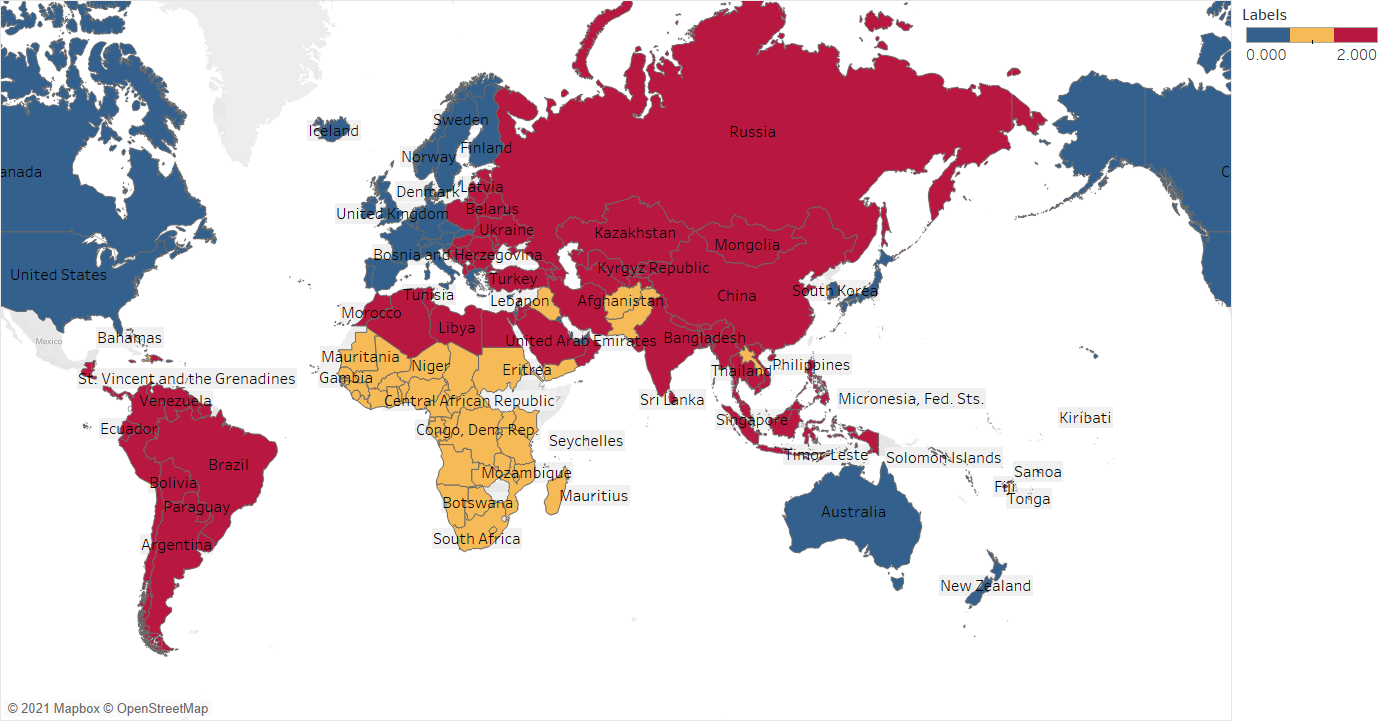 Labels
0.000 2.000
Sweden
Iceland
Russia
Finland
Norway
anada
C
Latvia
Denmark
Belarus
United Kingdom
Ukraine
Kazakhstan
Mongolia
Bosnia and Herzegovina
Kyrgyz Republic
United States
Turkey
South Korea
Tunisia
China
Lebanon
Afghanistan
Morocco
Libya
Bahamas
United Arab Emirates
Bangladesh
Mexico
Mauritania
Niger
Philippines
Eritrea
Thailand
Gambia
St. Vincent and the Grenadines
Venezuela
Central African Republic
Sri Lanka
Micronesia, Fed. Sts.
Kiribati
Singapore
Ecuador
Congo, Dem. Rep.
Seychelles
Timor-Leste
Solomon Islands
Brazil
Samoa
Mozambique
Bolivia
Fiji
Mauritius
Tonga
Botswana
Paraguay
Australia
South Africa
Argentina
New Zealand
© 2021 Mapbox © OpenStreetMap